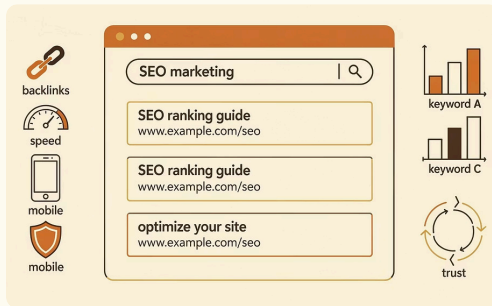 backlinks
speed
mobile
mobile
SEO marketing
SEO ranking guide
www.example.com/seo
SEO ranking guide
www.example.com/seo
optimize your site
www.example.com/seo
keyword A
keyword C
trust